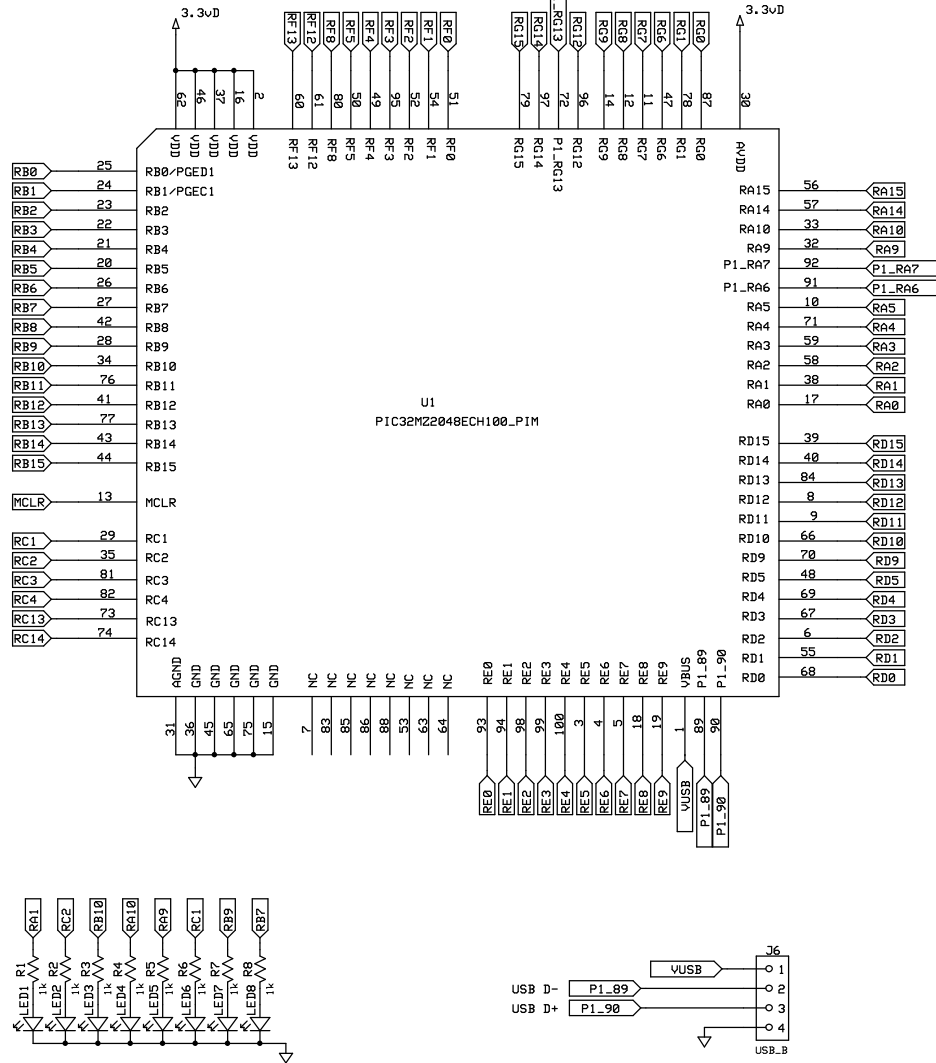 3.3vD
3.3vD
RF13 RF12 RF8 RF5 RF4 RF3 RF2 RF1 RF0
RG15 RG14 _RG13 RG12 RG9 RG8 RG7 RG6 RG1 RG0
62 46 37 16 2
60 61 80 50 49 95 52 54 51
79 97 72 96 14 12 11 47 78 87
30
VDD VDD VDD VDD VDD
RF13 RF12 RF8 RF5 RF4 RF3 RF2 RF1 RF0
RG15 RG14 P1_RG13 RG12 RG9 RG8 RG7 RG6 RG1 RG0
AVDD
RB0 25 RB0/PGED1
RB1 24 RB1/PGEC1
RB2 23 RB2
RB3 22 RB3
RB4 21 RB4
RB5 20 RB5
RB6 26 RB6
RB7 27 RB7
RB8 42 RB8
RB9 28 RB9
RB10 34 RB10
RB11 76 RB11
RB12 41 RB12
RB13 77 RB13
RB14 43 RB14
RB15 44 RB15
MCLR 13 MCLR
RC1 29 RC1
RC2 35 RC2
RC3 81 RC3
RC4 82 RC4
RC13 73 RC13
RC14 74 RC14
U1
PIC32MZ2048ECH100_PIM
RA15 56 RA15
RA14 57 RA14
RA10 33 RA10
RA9 32 RA9
P1_RA7 92 P1_RA7
P1_RA6 91 P1_RA6
RA5 10 RA5
RA4 71 RA4
RA3 59 RA3
RA2 58 RA2
RA1 38 RA1
RA0 17 RA0
RD15 39 RD15
RD14 40 RD14
RD13 84 RD13
RD12 8 RD12
RD11 9 RD11
RD10 66 RD10
RD9 70 RD9
RD5 48 RD5
RD4 69 RD4
RD3 67 RD3
RD2 6 RD2
RD1 55 RD1
RD0 68 RD0
AGND GND GND GND GND GND
NC NC NC NC NC NC NC NC
RE0 RE1 RE2 RE3 RE4 RE5 RE6 RE7 RE8 RE9 VBUS P1_89 P1_90
31 36 45 65 75 15
7 83 85 86 88 53 63 64
93 94 98 99 100 3 4 5 18 19 1 89 90
RE0 RE1 RE2 RE3 RE4 RE5 RE6 RE7 RE8 RE9 VUSB P1_89 P1_90
RA1 RC2 RB10 RA10 RA9 RC1 RB9 RB7
R1 R2 R3 R4 R5 R6 R7 R8
1k 1k 1k 1k 1k 1k 1k 1k
LED1 LED2 LED3 LED4 LED5 LED6 LED7 LED8
J6
VUSB 1
USB D- P1_89 2
USB D+ P1_90 3
4
USB_B